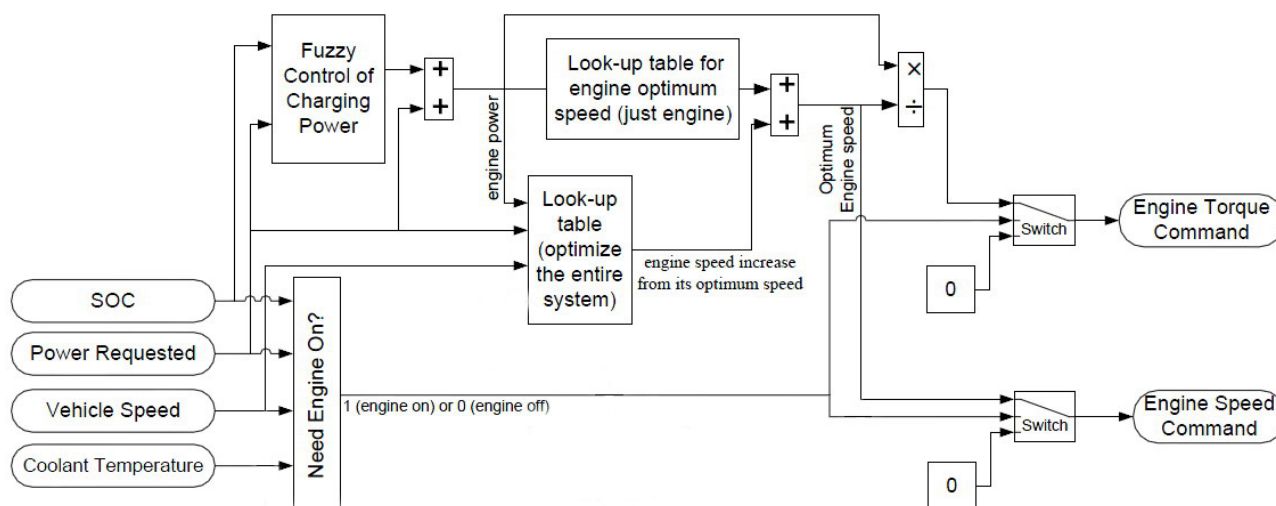 Fuzzy
Control of
Charging
Power
+
+
Look-up table for
engine optimum
speed (just engine)
+
+
×
÷
engine power
Optimum
Engine speed
Look-up
table
(optimize
the entire
system)
engine speed increase
from its optimum speed
Switch
Engine Torque
Command
0
SOC
Power Requested
Vehicle Speed
Coolant Temperature
Need Engine On?
1 (engine on) or 0 (engine off)
Switch
Engine Speed
Command
0